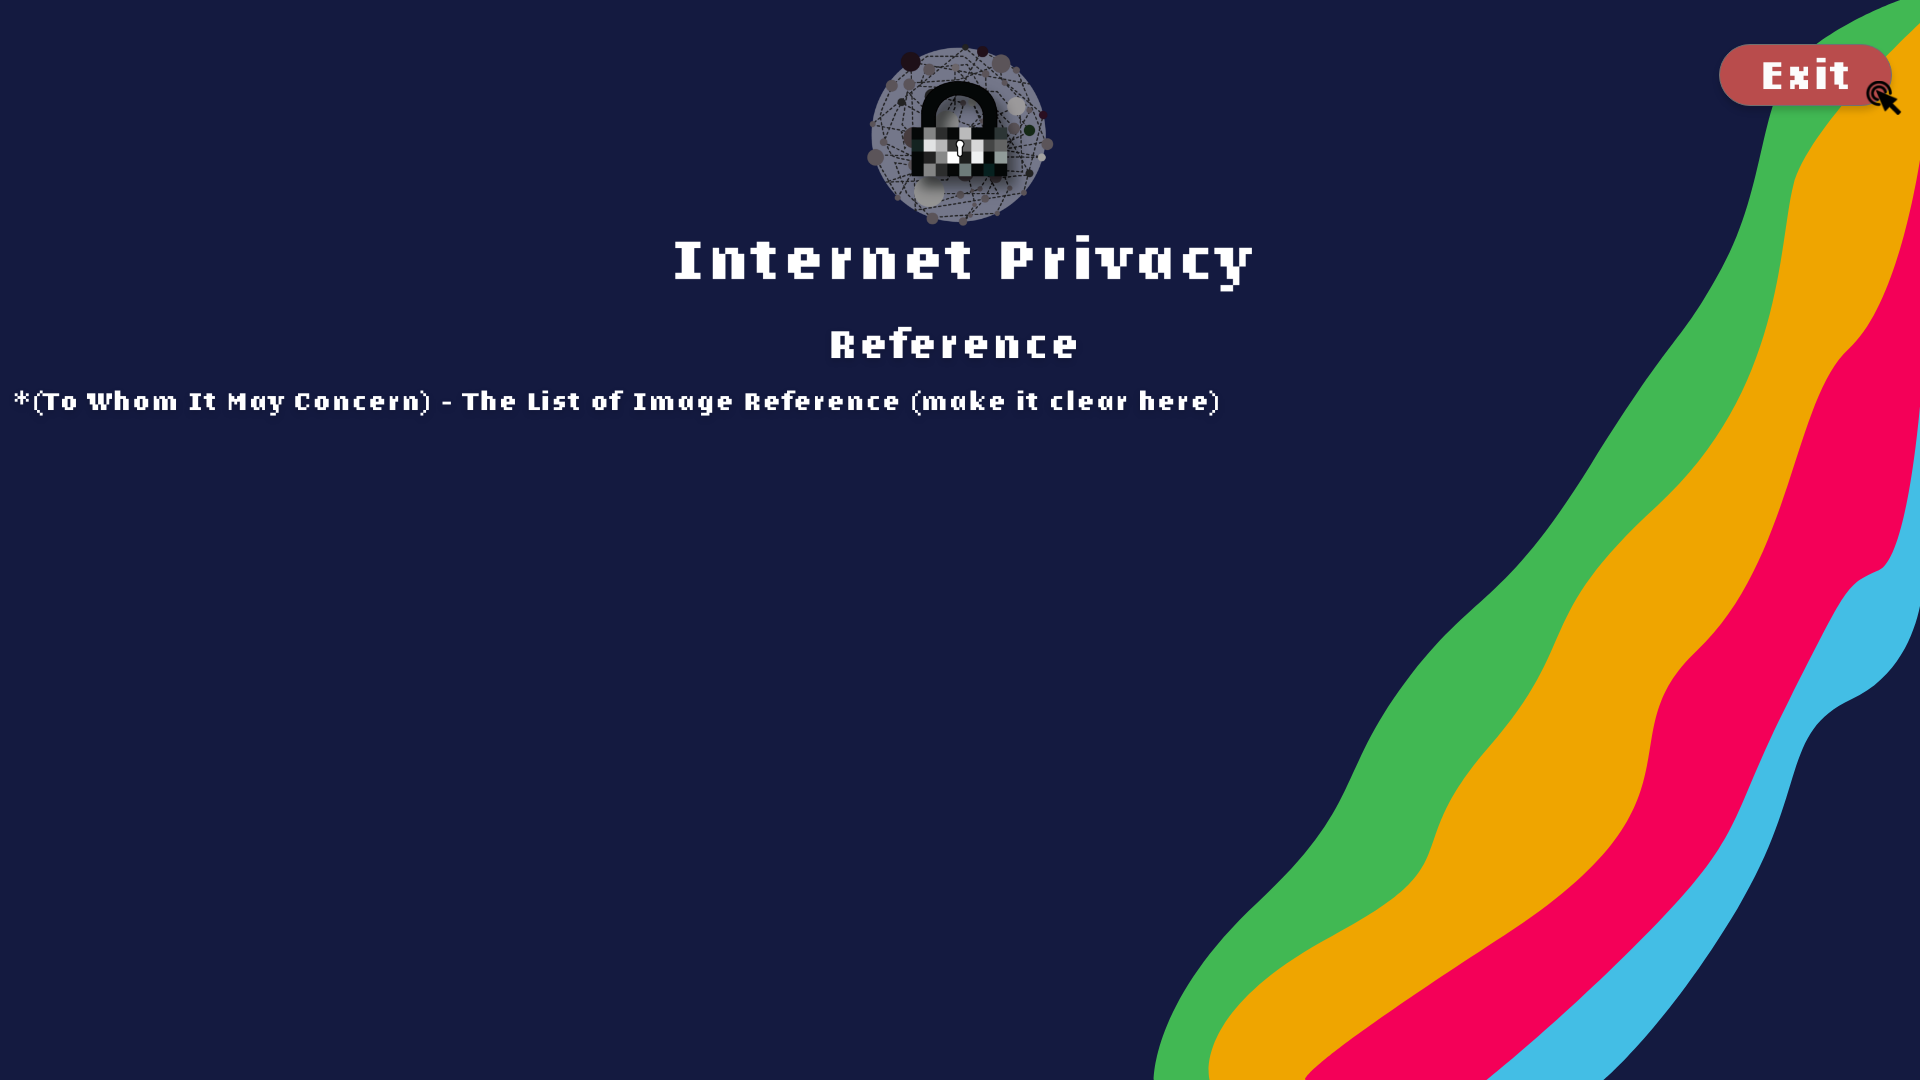 Exit
Internet Privacy
Reference
*(To Whom It May Concern) - The List of Image Reference (make it clear here)